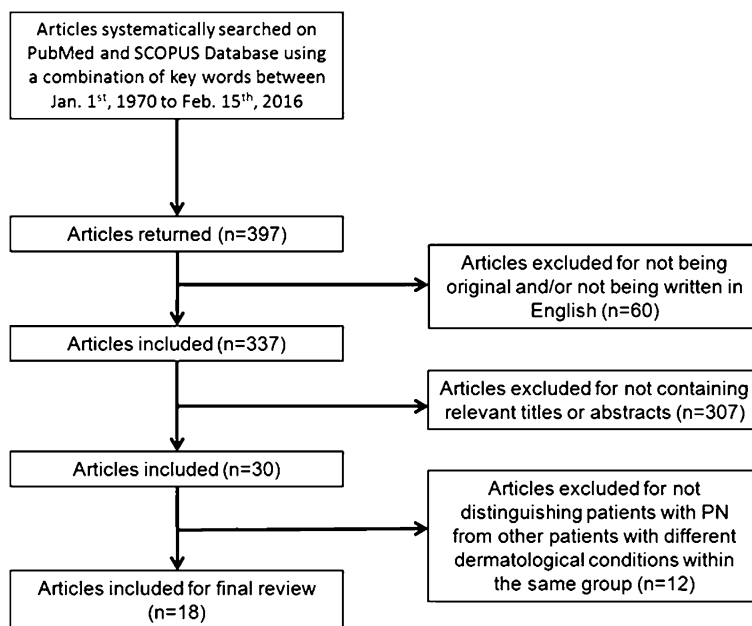 Articles systematically searched on
PubMed and SCOPUS Database using
a combination of key words between
Jan. 1st, 1970 to Feb. 15th, 2016
Articles returned (n=397)
Articles excluded for not being
original and/or not being written in
English (n=60)
Articles included (n=337)
Articles excluded for not containing
relevant titles or abstracts (n=307)
Articles included (n=30)
Articles excluded for not
distinguishing patients with PN
from other patients with different
dermatological conditions within
the same group (n=12)
Articles included for final review
(n=18)